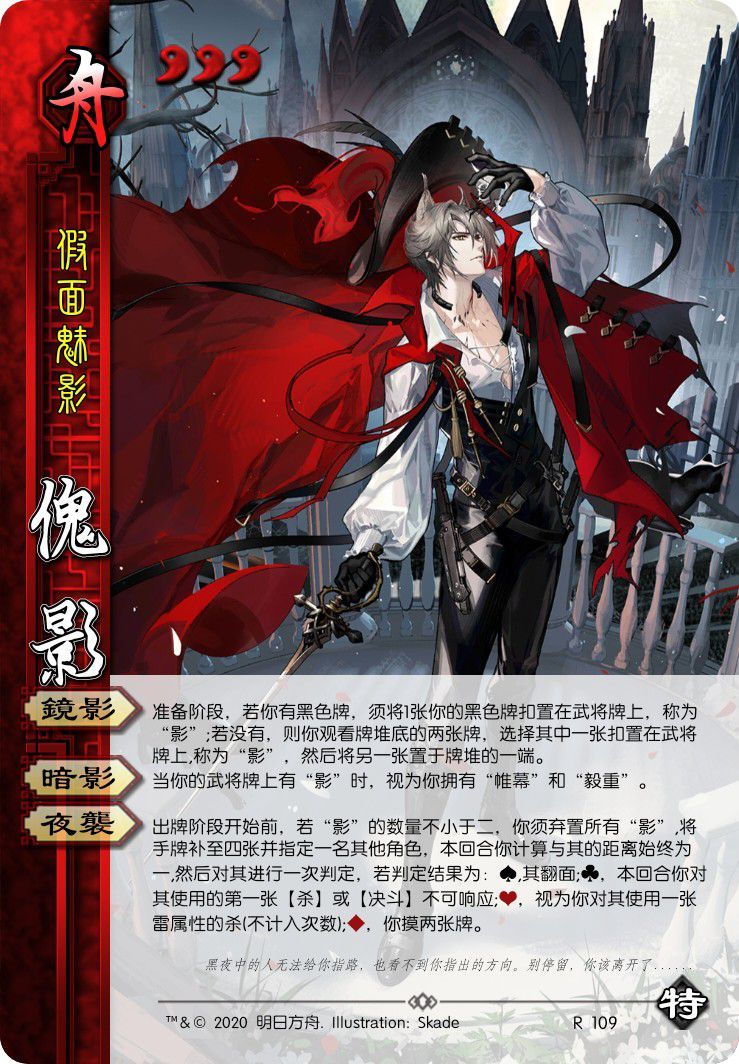 舟
假面魅影
傀影
鏡影
准备阶段，若你有黑色牌，须将1张你的黑色牌扣置在武将牌上，称为
“影”;若没有，则你观看牌堆底的两张牌，选择其中一张扣置在武将
牌上,称为“影”，然后将另一张置于牌堆的一端。
暗影
当你的武将牌上有“影”时，视为你拥有“帷幕”和“毅重”。
夜襲
出牌阶段开始前，若“影”的数量不小于二，你须弃置所有“影”,将
手牌补至四张并指定一名其他角色，本回合你计算与其的距离始终为
一,然后对其进行一次判定，若判定结果为：♠,其翻面;♣，本回合你对
其使用的第一张【杀】或【决斗】不可响应;♥，视为你对其使用一张
雷属性的杀(不计入次数);♦，你摸两张牌。
黑夜中的人无法给你指路，也看不到你指出的方向。别停留，你该离开了......
特
™&© 2020 明日方舟. Illustration: Skade
R 109